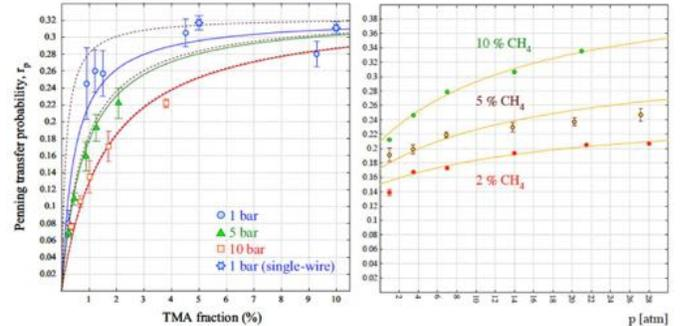 Penning transfer probability, rp
0.32
0.3
0.28
0.26
0.24
0.22
0.2
0.18
0.16
0.14
0.12
0.1
0.08
0.06
0.04
0.02
1 bar
5 bar
10 bar
1 bar (single-wire)
1 2 3 4 5 6 7 8 9 10
TMA fraction (%)
0.38
0.36
0.34
0.32
0.3
0.28
0.26
0.24
0.22
0.2
0.18
0.16
0.14
0.12
0.1
0.08
0.06
0.04
0.02
10 % CH4
5 % CH4
2 % CH4
2 4 6 8 10 12 14 16 18 20 22 24 26 28
p [atm]